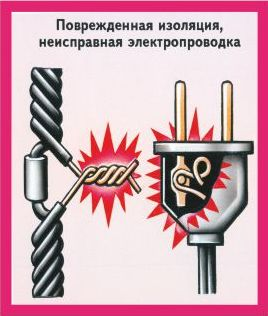 Поврежденная изоляция,
неисправная электропроводка